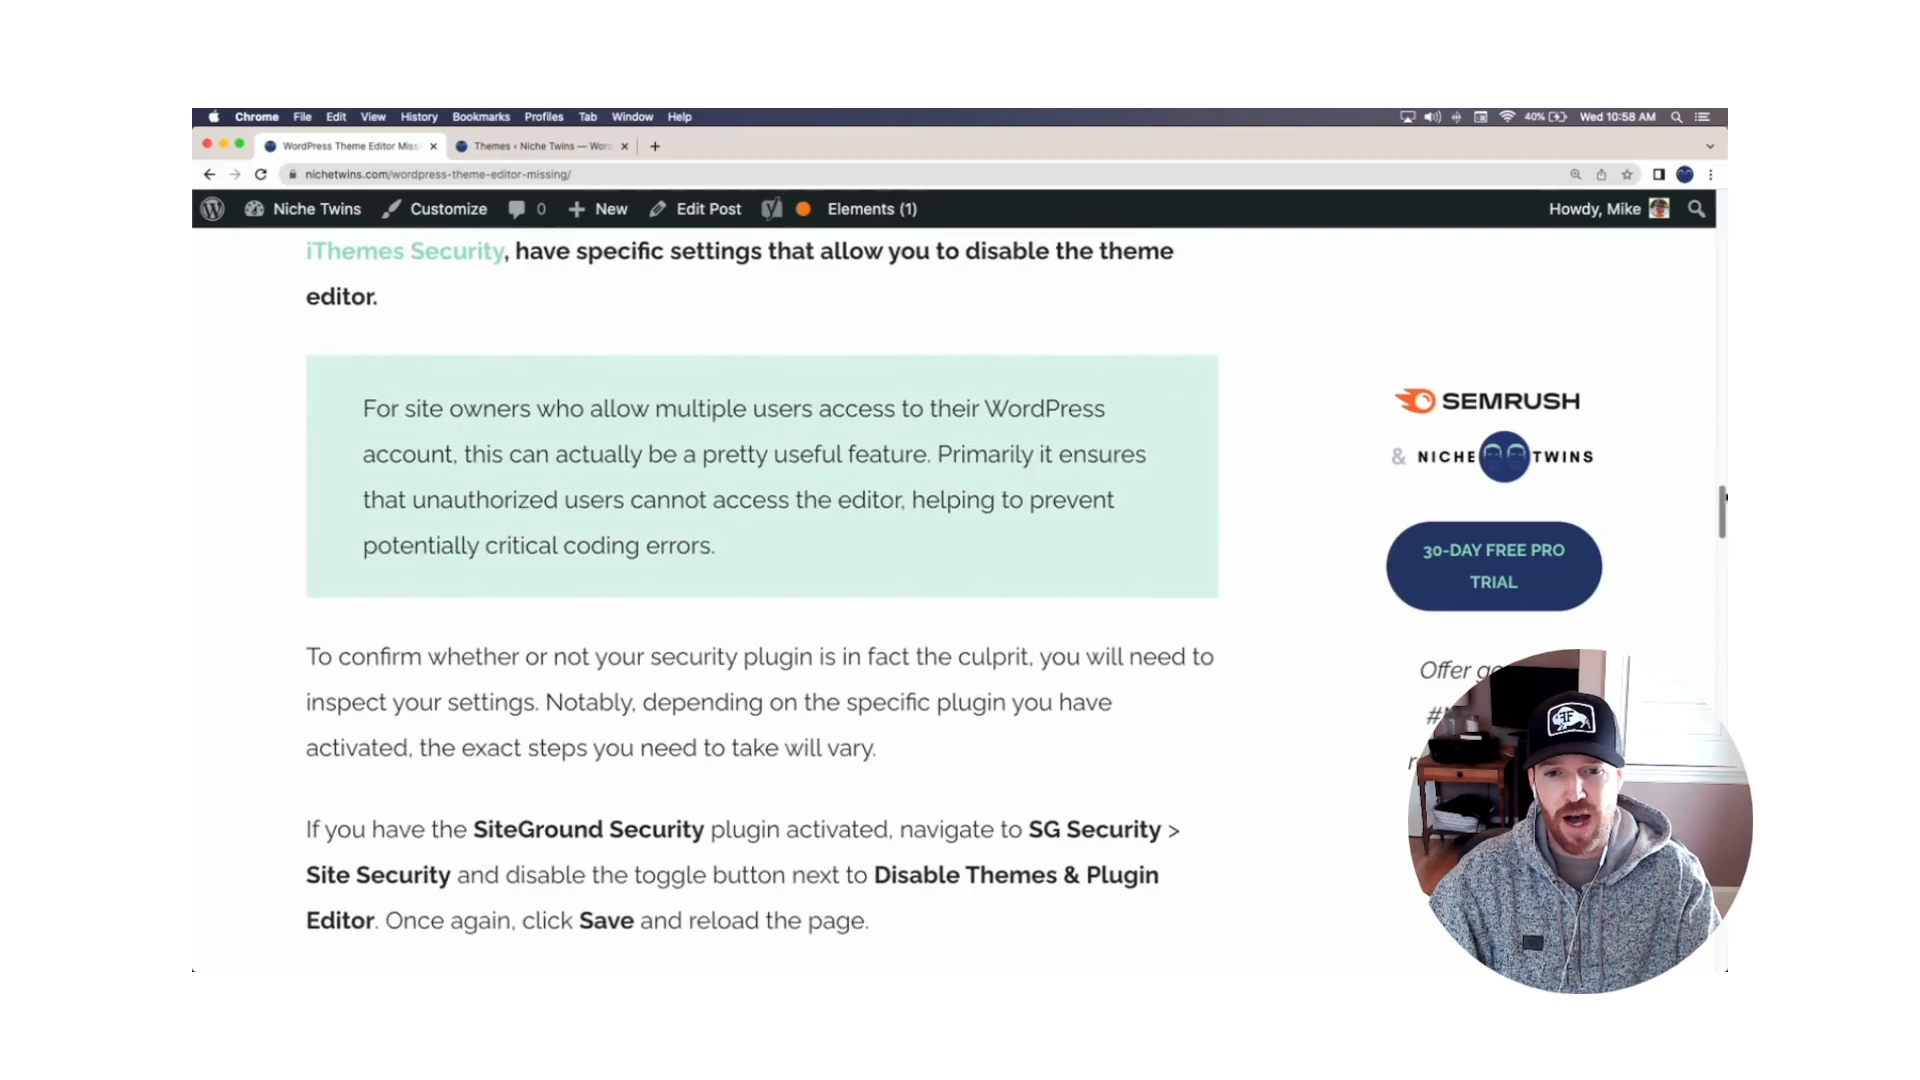 Chrome File Edit View History Bookmarks Profiles Tab Window Help 40% Wed 10:58 AM
WordPress Theme Editor Miss Themes ‹ Niche Twins — Wor
nichetwins.com/wordpress-theme-editor-missing/
Niche Twins Customize 0 New Edit Post Elements (1) Howdy, Mike
iThemes Security, have specific settings that allow you to disable the theme
editor.
For site owners who allow multiple users access to their WordPress
account, this can actually be a pretty useful feature. Primarily it ensures
that unauthorized users cannot access the editor, helping to prevent
potentially critical coding errors.
SEMRUSH
& NICHE TWINS
30-DAY FREE PRO
TRIAL
Offer
To confirm whether or not your security plugin is in fact the culprit, you will need to
inspect your settings. Notably, depending on the specific plugin you have
activated, the exact steps you need to take will vary.
If you have the SiteGround Security plugin activated, navigate to SG Security >
Site Security and disable the toggle button next to Disable Themes & Plugin
Editor. Once again, click Save and reload the page.